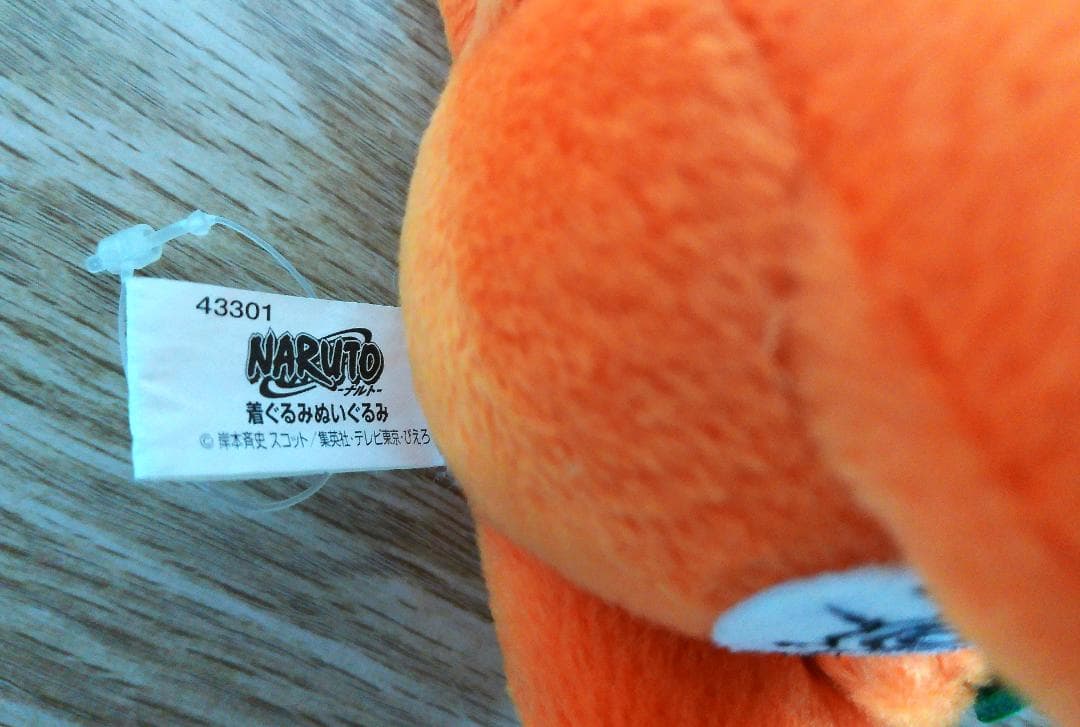 43301
NARUTO
-ナルト-
着ぐるみぬいぐるみ
© 岸本斉史 スコット/集英社・テレビ東京・ぴえろ